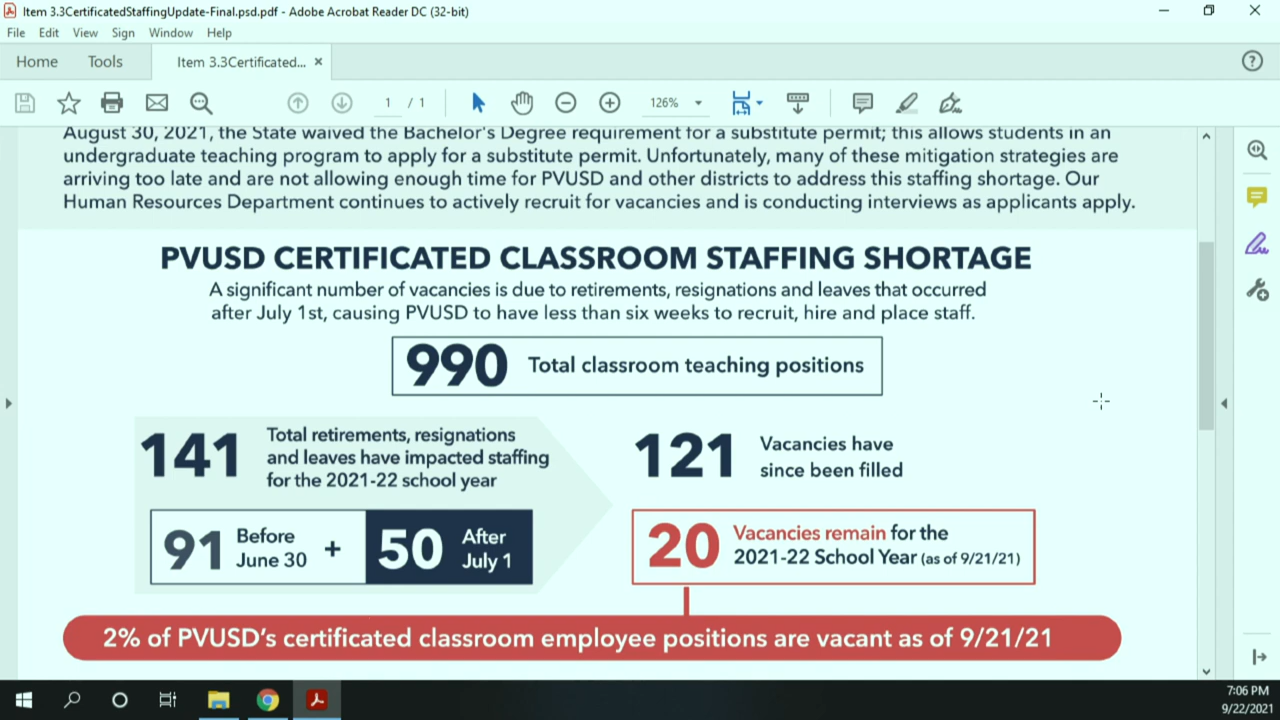 Item 3.3CertificatedStaffingUpdate-Final.psd.pdf - Adobe Acrobat Reader DC (32-bit)
File Edit View Sign Window Help
Home Tools Item 3.3Certificated... ×
1 / 1 126%
August 30, 2021, the State waived the Bachelor's Degree requirement for a substitute permit; this allows students in an
undergraduate teaching program to apply for a substitute permit. Unfortunately, many of these mitigation strategies are
arriving too late and are not allowing enough time for PVUSD and other districts to address this staffing shortage. Our
Human Resources Department continues to actively recruit for vacancies and is conducting interviews as applicants apply.
PVUSD CERTIFICATED CLASSROOM STAFFING SHORTAGE
A significant number of vacancies is due to retirements, resignations and leaves that occurred
after July 1st, causing PVUSD to have less than six weeks to recruit, hire and place staff.
990 Total classroom teaching positions
141 Total retirements, resignations
and leaves have impacted staffing
for the 2021-22 school year
91 Before
June 30
+
50 After
July 1
121 Vacancies have
since been filled
20 Vacancies remain for the
2021-22 School Year (as of 9/21/21)
2% of PVUSD's certificated classroom employee positions are vacant as of 9/21/21
7:06 PM
9/22/2021